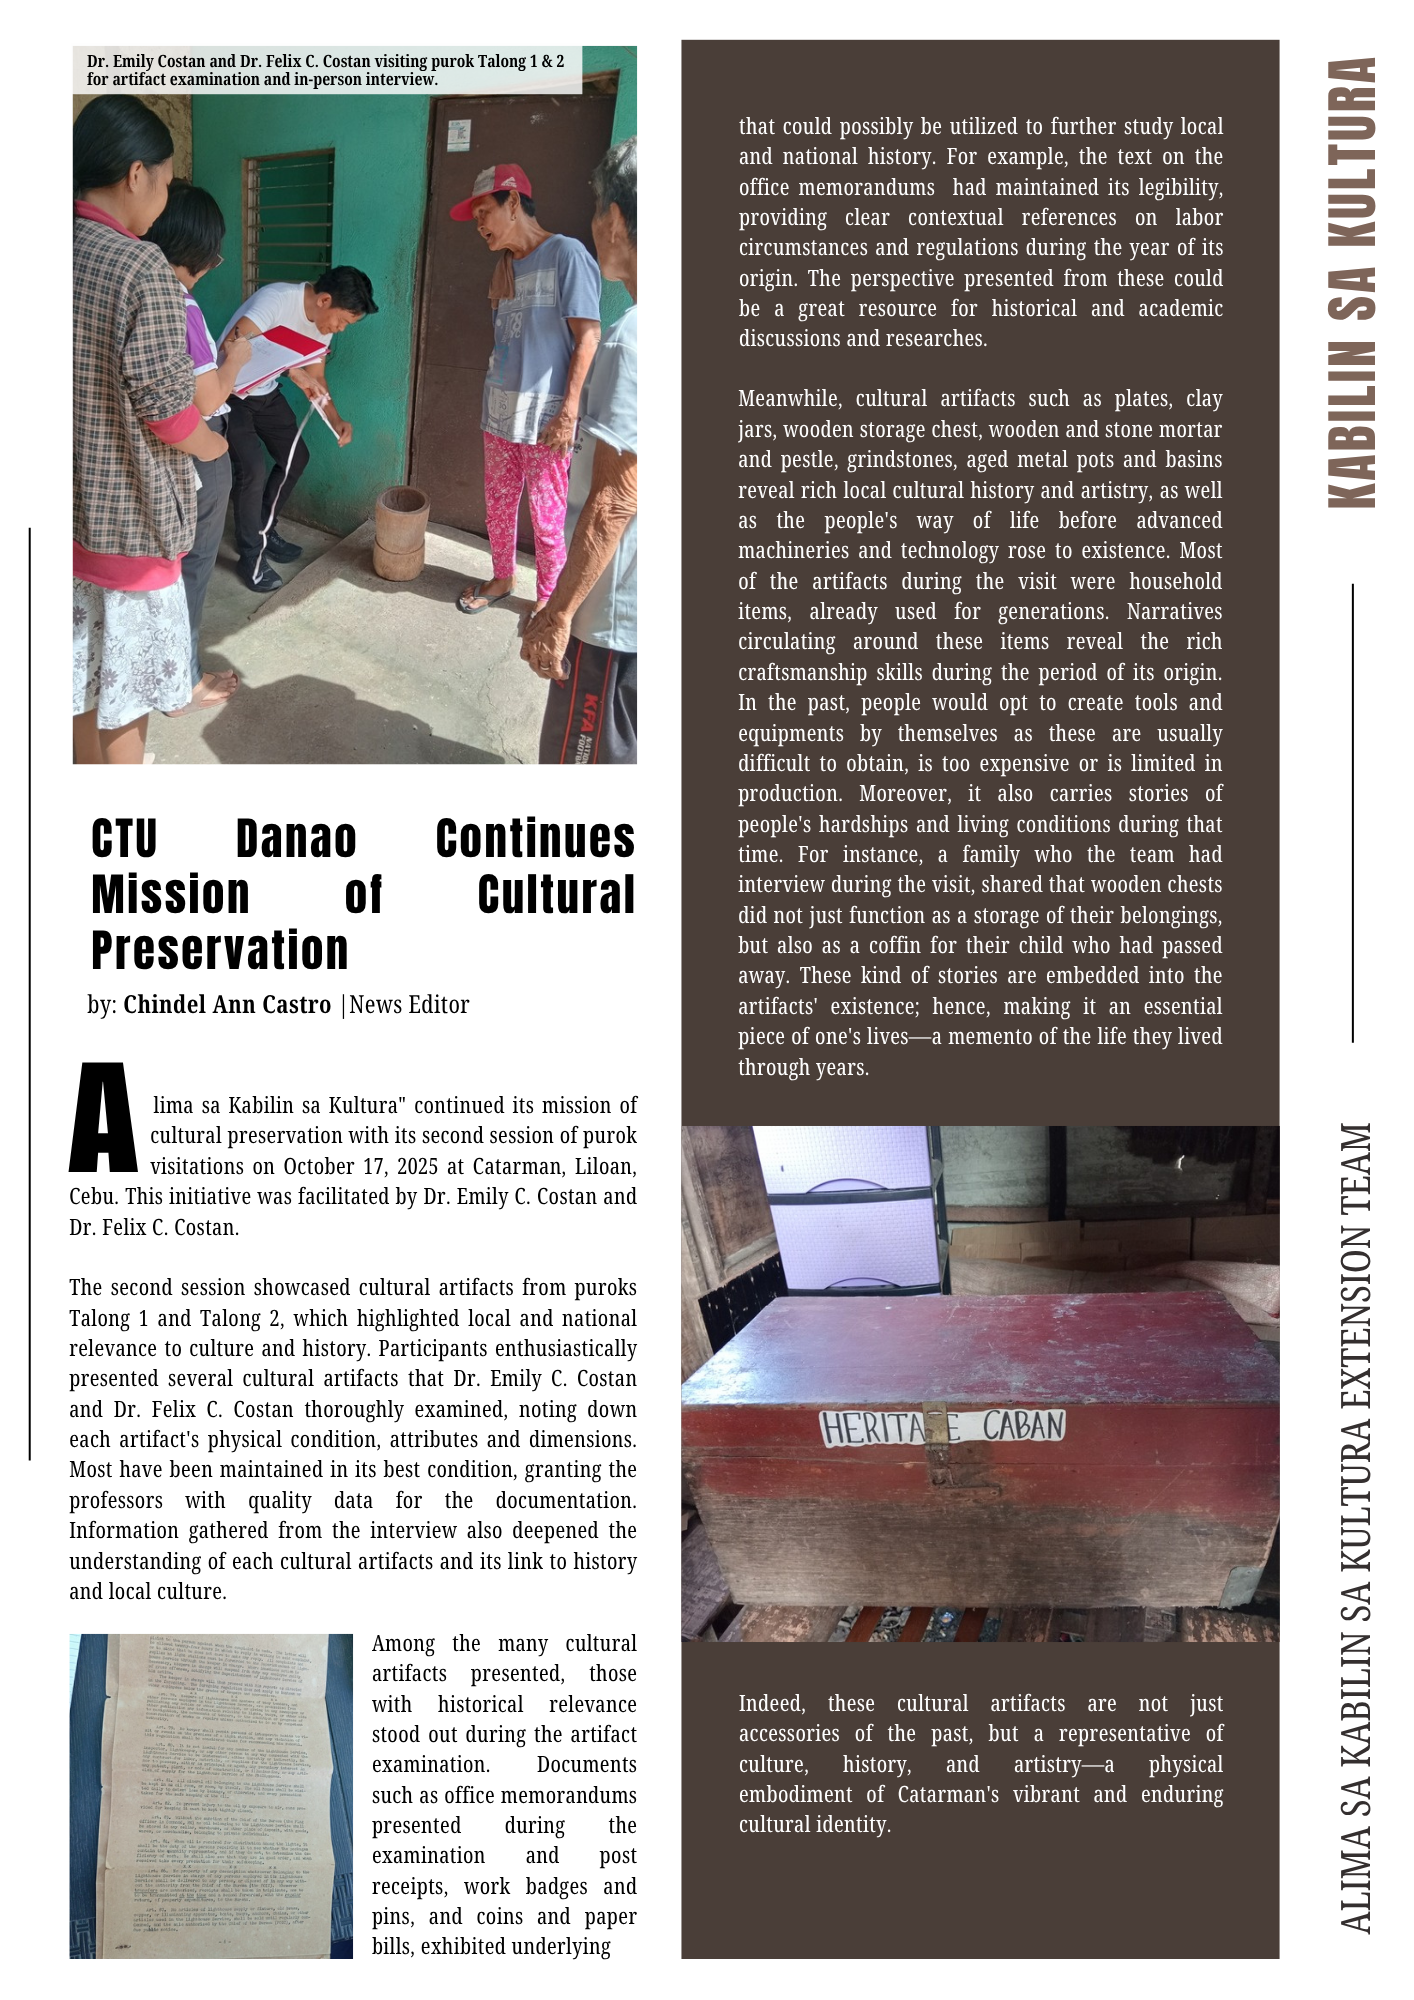 Dr. Emily Costan and Dr. Felix C. Costan visiting purok Talong 1 & 2
for artifact examination and in-person interview.
KFA
CTU Danao Continues
Mission of Cultural
Preservation
by: Chindel Ann Castro |News Editor
A
lima sa Kabilin sa Kultura" continued its mission of
cultural preservation with its second session of purok
visitations on October 17, 2025 at Catarman, Liloan,
Cebu. This initiative was facilitated by Dr. Emily C. Costan and
Dr. Felix C. Costan.
The second session showcased cultural artifacts from puroks
Talong 1 and Talong 2, which highlighted local and national
relevance to culture and history. Participants enthusiastically
presented several cultural artifacts that Dr. Emily C. Costan
and Dr. Felix C. Costan thoroughly examined, noting down
each artifact's physical condition, attributes and dimensions.
Most have been maintained in its best condition, granting the
professors with quality data for the documentation.
Information gathered from the interview also deepened the
understanding of each cultural artifacts and its link to history
and local culture.
Among the many cultural
artifacts presented, those
with historical relevance
stood out during the artifact
examination. Documents
such as office memorandums
presented during the
examination and post
receipts, work badges and
pins, and coins and paper
bills, exhibited underlying
that could possibly be utilized to further study local
and national history. For example, the text on the
office memorandums had maintained its legibility,
providing clear contextual references on labor
circumstances and regulations during the year of its
origin. The perspective presented from these could
be a great resource for historical and academic
discussions and researches.
Meanwhile, cultural artifacts such as plates, clay
jars, wooden storage chest, wooden and stone mortar
and pestle, grindstones, aged metal pots and basins
reveal rich local cultural history and artistry, as well
as the people's way of life before advanced
machineries and technology rose to existence. Most
of the artifacts during the visit were household
items, already used for generations. Narratives
circulating around these items reveal the rich
craftsmanship skills during the period of its origin.
In the past, people would opt to create tools and
equipments by themselves as these are usually
difficult to obtain, is too expensive or is limited in
production. Moreover, it also carries stories of
people's hardships and living conditions during that
time. For instance, a family who the team had
interview during the visit, shared that wooden chests
did not just function as a storage of their belongings,
but also as a coffin for their child who had passed
away. These kind of stories are embedded into the
artifacts' existence; hence, making it an essential
piece of one's lives—a memento of the life they lived
through years.
HERITA E CABAN
Indeed, these cultural artifacts are not just
accessories of the past, but a representative of
culture, history, and artistry—a physical
embodiment of Catarman's vibrant and enduring
cultural identity.
KABILIN SA KULTURA
ALIMA SA KABILIN SA KULTURA EXTENSION TEAM